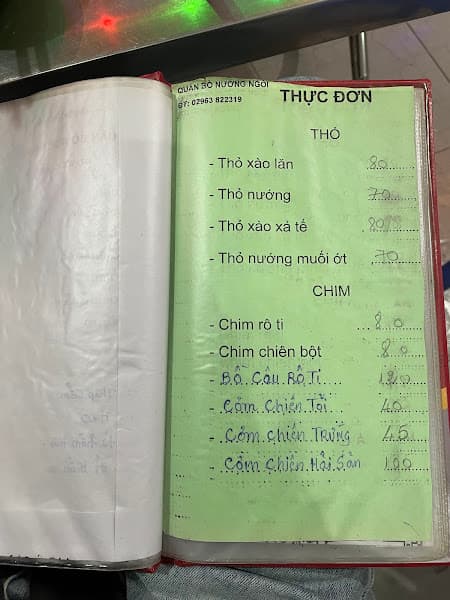 QUÁN BÒ NƯỚNG NGÓI
ĐT: 02963 822319
THỰC ĐƠN
THỎ
- Thỏ xào lăn 80
- Thỏ nướng 70
- Thỏ xào xả tế 80
- Thỏ nướng muối ớt 70
CHIM
- Chim rô ti 80
- Chim chiên bột 80
- Bồ Câu Rô Ti 120
- Cơm Chiên Tỏi 40
- Cơm Chiên Trứng 45
- Cơm Chiên Hải Sản 100